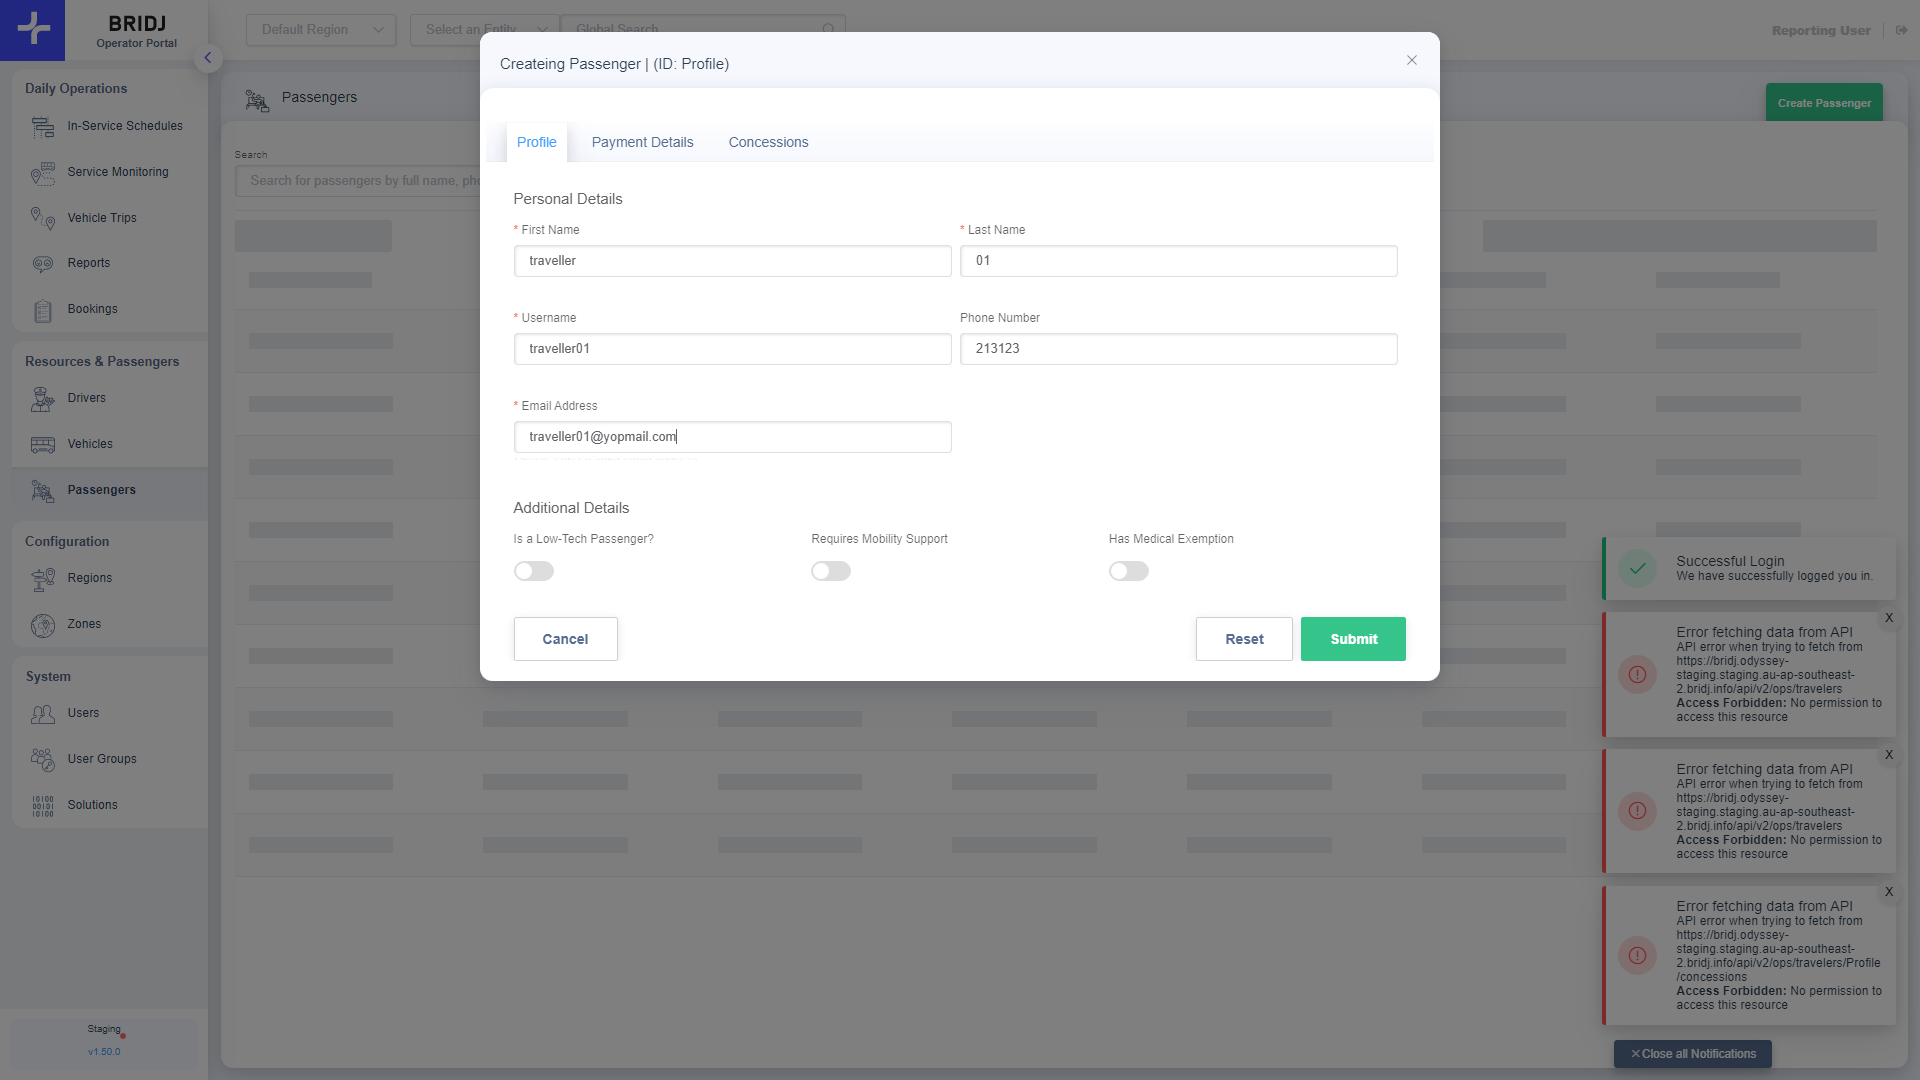 BRIDJ
Operator Portal
Default Region
Select an Entity
Global Search
Reporting User
Daily Operations
In-Service Schedules
Service Monitoring
Vehicle Trips
Reports
Bookings
Resources & Passengers
Drivers
Vehicles
Passengers
Configuration
Regions
Zones
System
Users
User Groups
10100
00101
10100
Solutions
Staging
v1.50.0
Passengers
Create Passenger
Search
Search for passengers by full name, pho
Createing Passenger | (ID: Profile)
Profile
Payment Details
Concessions
Personal Details
* First Name
* Last Name
traveller
01
* Username
Phone Number
traveller01
213123
* Email Address
traveller01@yopmail.com
Additional Details
Is a Low-Tech Passenger?
Requires Mobility Support
Has Medical Exemption
Cancel
Reset
Submit
Successful Login
We have successfully logged you in.
X
Error fetching data from API
API error when trying to fetch from
https://bridj.odyssey-
staging.staging.au-ap-southeast-
2.bridj.info/api/v2/ops/travelers
Access Forbidden: No permission to
access this resource
X
Error fetching data from API
API error when trying to fetch from
https://bridj.odyssey-
staging.staging.au-ap-southeast-
2.bridj.info/api/v2/ops/travelers
Access Forbidden: No permission to
access this resource
X
Error fetching data from API
API error when trying to fetch from
https://bridj.odyssey-
staging.staging.au-ap-southeast-
2.bridj.info/api/v2/ops/travelers/Profile
/concessions
Access Forbidden: No permission to
access this resource
Close all Notifications